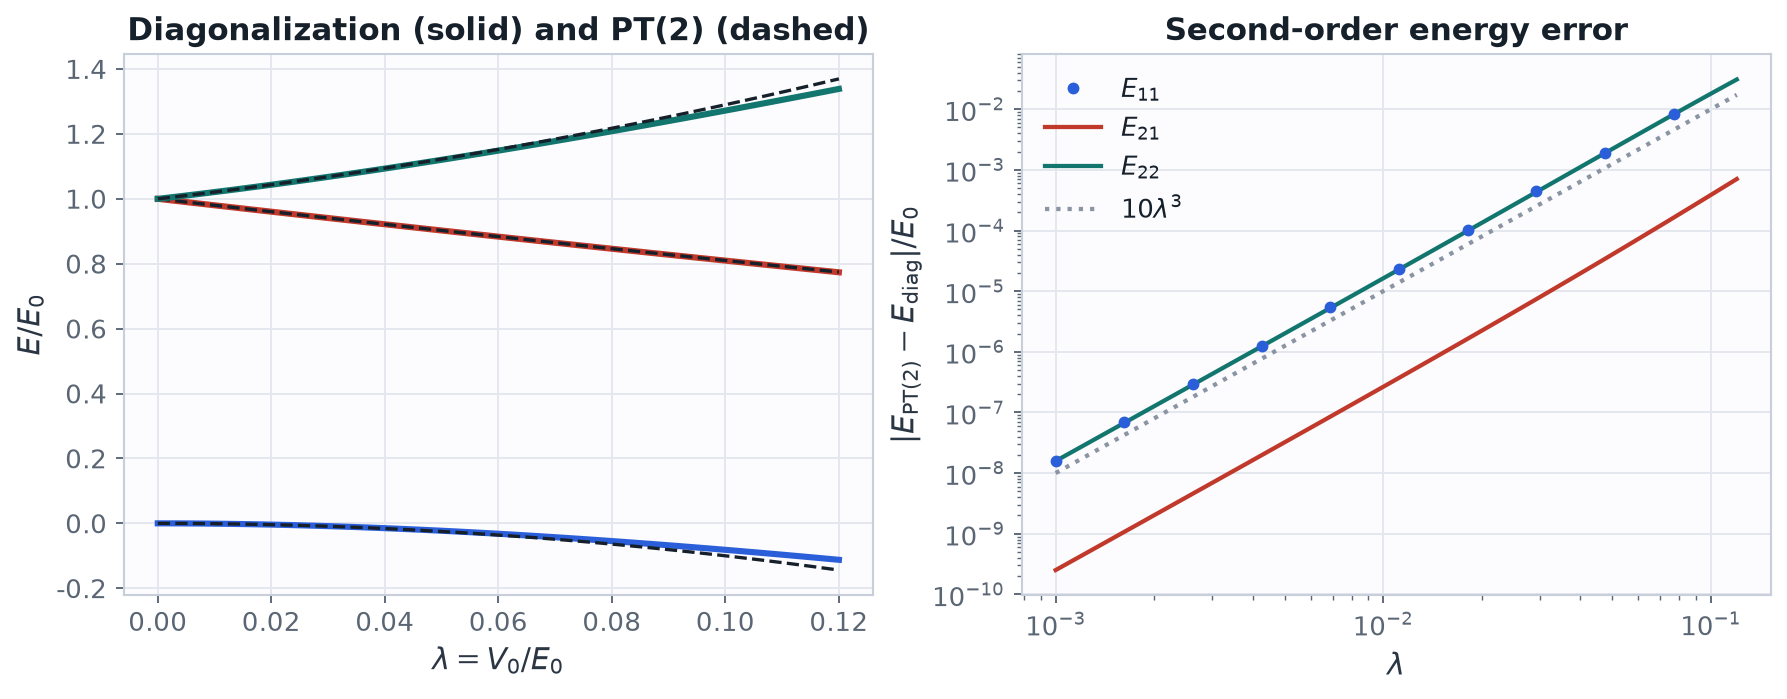 Diagonalization (solid) and PT(2) (dashed)
E/E₀
1.4
1.2
1.0
0.8
0.6
0.4
0.2
0.0
-0.2
0.00 0.02 0.04 0.06 0.08 0.10 0.12
λ = V₀/E₀
Second-order energy error
|E_PT(2) − E_diag|/E₀
E₁₁
E₂₁
E₂₂
10λ³
10⁻²
10⁻³
10⁻⁴
10⁻⁵
10⁻⁶
10⁻⁷
10⁻⁸
10⁻⁹
10⁻¹⁰
10⁻³ 10⁻² 10⁻¹
λ